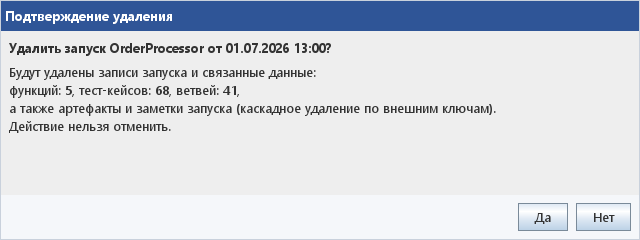 Подтверждение удаления
Удалить запуск OrderProcessor от 01.07.2026 13:00?
Будут удалены записи запуска и связанные данные:
функций: 5, тест-кейсов: 68, ветвей: 41,
а также артефакты и заметки запуска (каскадное удаление по внешним ключам).
Действие нельзя отменить.
Да
Нет